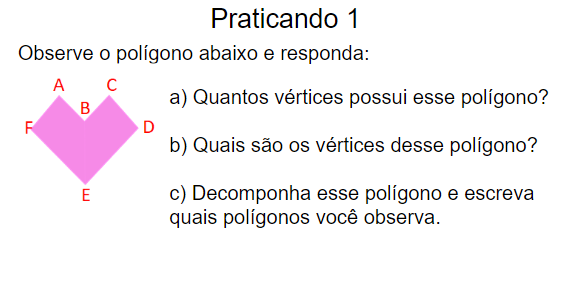 Praticando 1
Observe o polígono abaixo e responda:
A C
B
F D
E
a) Quantos vértices possui esse polígono?
b) Quais são os vértices desse polígono?
c) Decomponha esse polígono e escreva
quais polígonos você observa.